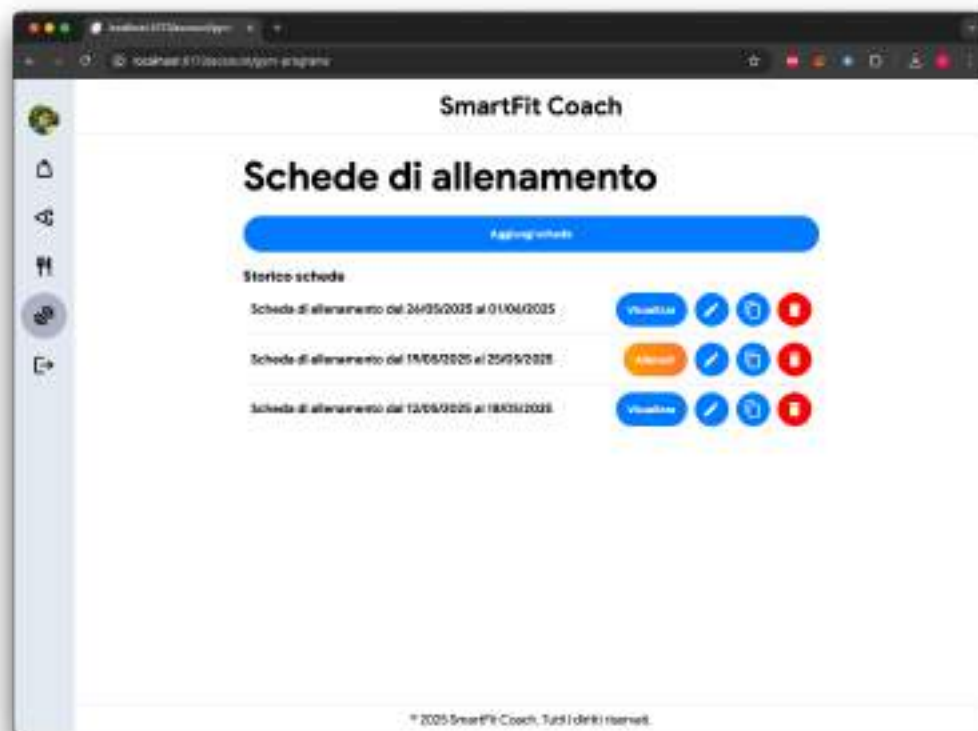 SmartFit Coach
Schede di allenamento
Aggiungi scheda
Storico schede
Scheda di allenamento dal 26/05/2025 al 01/06/2025
Visualizza
Scheda di allenamento dal 19/05/2025 al 25/05/2025
Scheda di allenamento dal 12/05/2025 al 18/05/2025
Visualizza
© 2025 SmartFit Coach. Tutti i diritti riservati.